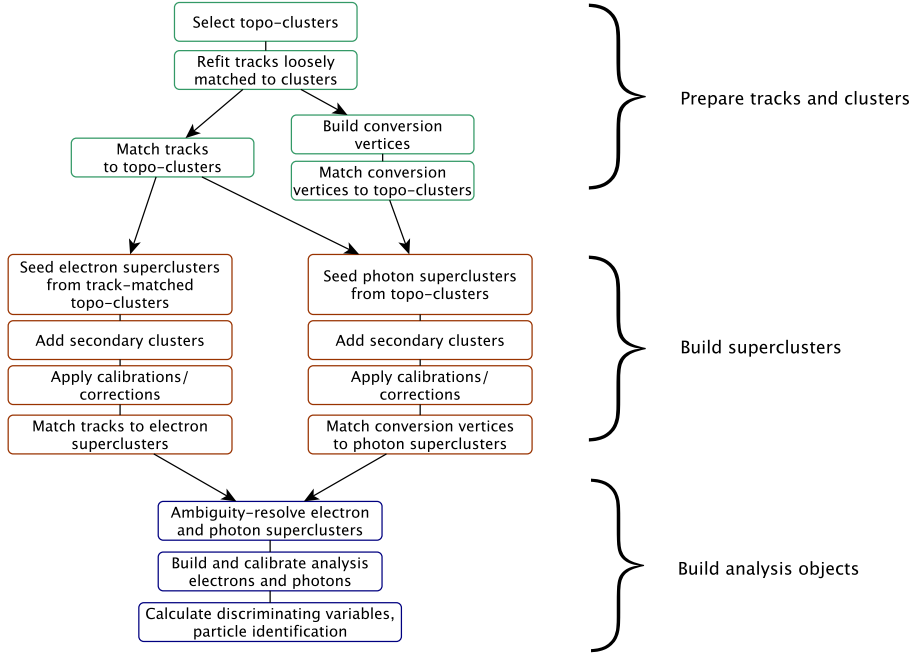 Select topo-clusters
Refit tracks loosely
matched to clusters
Build conversion
vertices
Match tracks
to topo-clusters
Match conversion
vertices to topo-clusters
Prepare tracks and clusters
Seed electron superclusters
from track-matched
topo-clusters
Add secondary clusters
Apply calibrations/
corrections
Match tracks to electron
superclusters
Seed photon superclusters
from topo-clusters
Add secondary clusters
Apply calibrations/
corrections
Match conversion vertices
to photon superclusters
Build superclusters
Ambiguity-resolve electron
and photon superclusters
Build and calibrate analysis
electrons and photons
Calculate discriminating variables,
particle identification
Build analysis objects